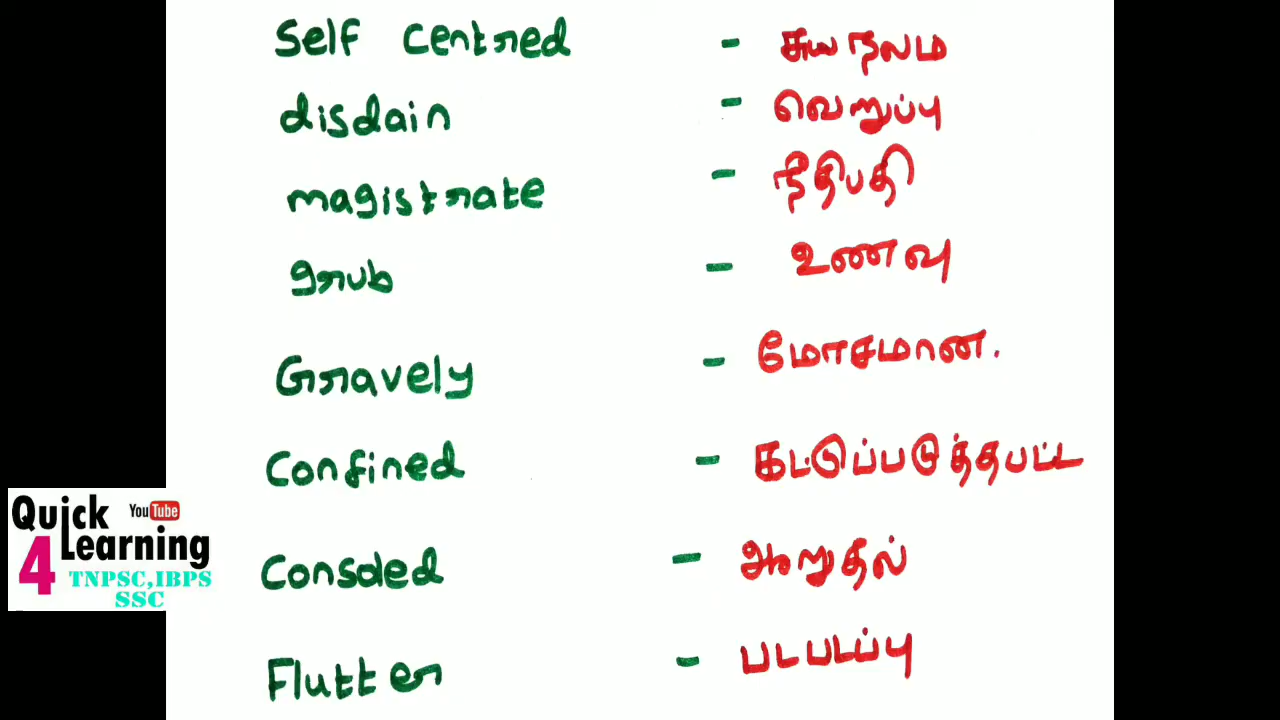 Self centred - சுயநலம
disdain - வெறுப்பு
magistrate - நீதிபதி
grub - உணவு
Gravely - மோசமான.
Confined - கட்டுப்படுத்தபட்ட
Consoled - ஆறுதல்
Flutter - படபடப்பு
Quick YouTube
4 Learning
TNPSC,IBPS
SSC